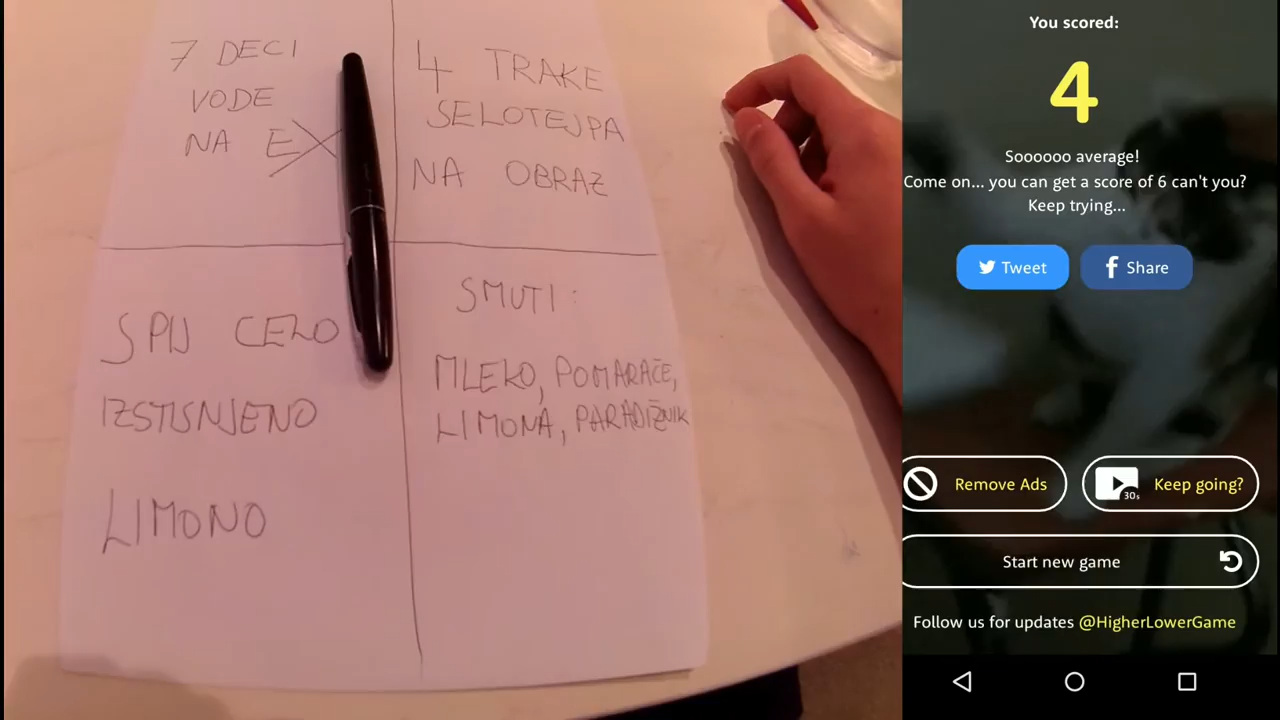 7 DECI
VODE
NA EX
4 TRAKE
SELOTEJPA
NA OBRAZ
SPIJ CELO
IZSTISNJENO
LIMONO
SMUTI:
MLEKO, POMARAČE,
LIMONA, PARADIŽNIK
You scored:
4
Soooooo average!
Come on... you can get a score of 6 can't you?
Keep trying...
Tweet
Share
Remove Ads
30s
Keep going?
Start new game
Follow us for updates @HigherLowerGame